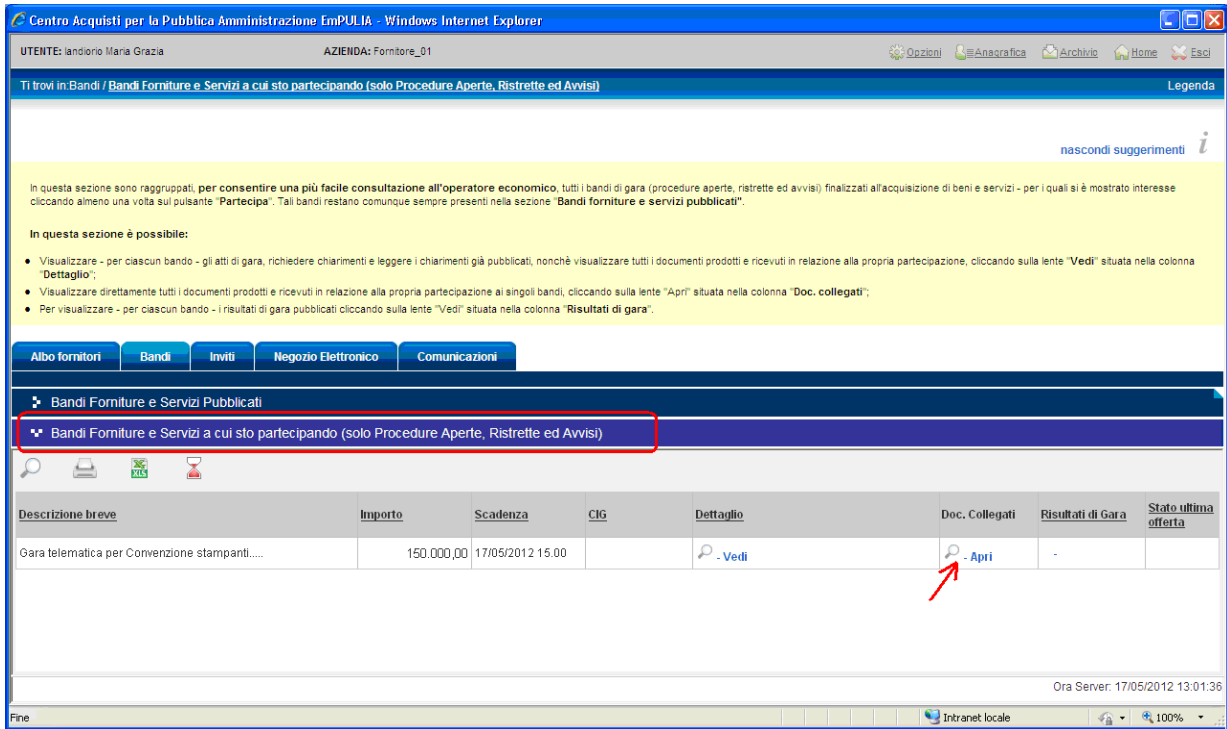 Centro Acquisti per la Pubblica Amministrazione EmPULIA - Windows Internet Explorer
UTENTE: Iandiorio Maria Grazia AZIENDA: Fornitore_01 Opzioni Anagrafica Archivio Home Esci
Ti trovi in:Bandi / Bandi Forniture e Servizi a cui sto partecipando (solo Procedure Aperte, Ristrette ed Avvisi) Legenda
nascondi suggerimenti i
In questa sezione sono raggruppati, per consentire una più facile consultazione all'operatore economico, tutti i bandi di gara (procedure aperte, ristrette ed avvisi) finalizzati all'acquisizione di beni e servizi - per i quali si è mostrato interesse
cliccando almeno una volta sul pulsante "Partecipa". Tali bandi restano comunque sempre presenti nella sezione "Bandi forniture e servizi pubblicati".
In questa sezione è possibile:
• Visualizzare - per ciascun bando - gli atti di gara, richiedere chiarimenti e leggere i chiarimenti già pubblicati, nonchè visualizzare tutti i documenti prodotti e ricevuti in relazione alla propria partecipazione, cliccando sulla lente "Vedi" situata nella colonna
"Dettaglio";
• Visualizzare direttamente tutti i documenti prodotti e ricevuti in relazione alla propria partecipazione ai singoli bandi, cliccando sulla lente "Apri" situata nella colonna "Doc. collegati";
• Per visualizzare - per ciascun bando - i risultati di gara pubblicati cliccando sulla lente "Vedi" situata nella colonna "Risultati di gara".
Albo fornitori Bandi Inviti Negozio Elettronico Comunicazioni
Bandi Forniture e Servizi Pubblicati
Bandi Forniture e Servizi a cui sto partecipando (solo Procedure Aperte, Ristrette ed Avvisi)
XLS
Descrizione breve Importo Scadenza CIG Dettaglio Doc. Collegati Risultati di Gara Stato ultima
offerta
Gara telematica per Convenzione stampanti..... 150.000,00 17/05/2012 15.00 - Vedi - Apri -
Ora Server: 17/05/2012 13:01:36
Fine Intranet locale 100%